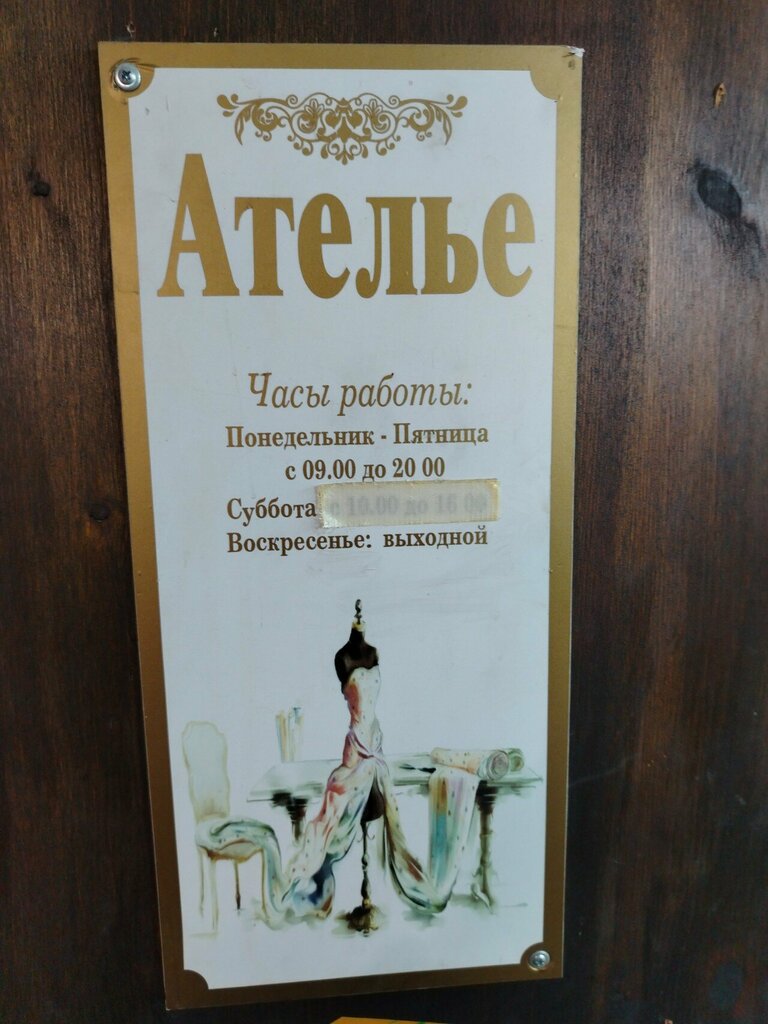 Ателье
Часы работы:
Понедельник - Пятница
с 09.00 до 20 00
Суббота с 10.00 до 16 00
Воскресенье: выходной